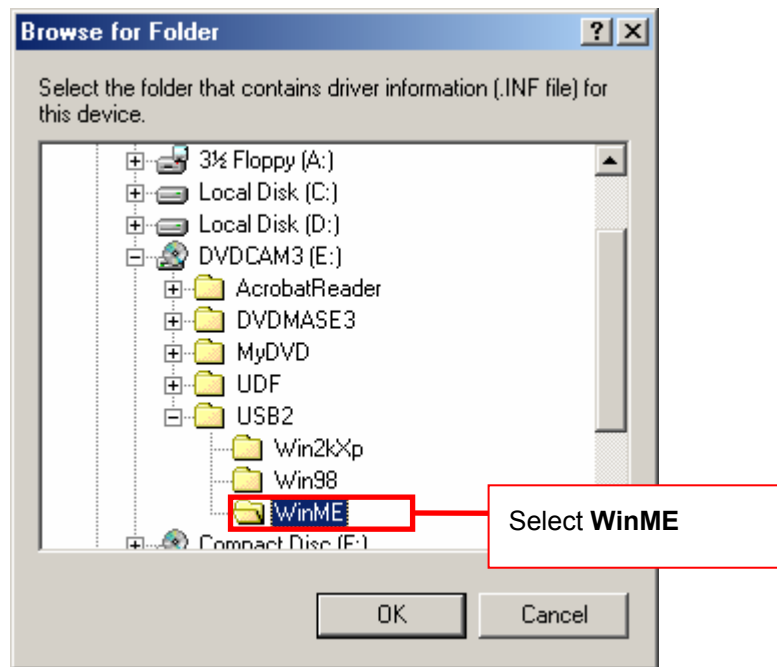 Browse for Folder
Select the folder that contains driver information (.INF file) for
this device.
3½ Floppy (A:)
Local Disk (C:)
Local Disk (D:)
DVDCAM3 (E:)
AcrobatReader
DVDMASE3
MyDVD
UDF
USB2
Win2kXp
Win98
WinME
Select WinME
Compact Disc (F:)
OK
Cancel